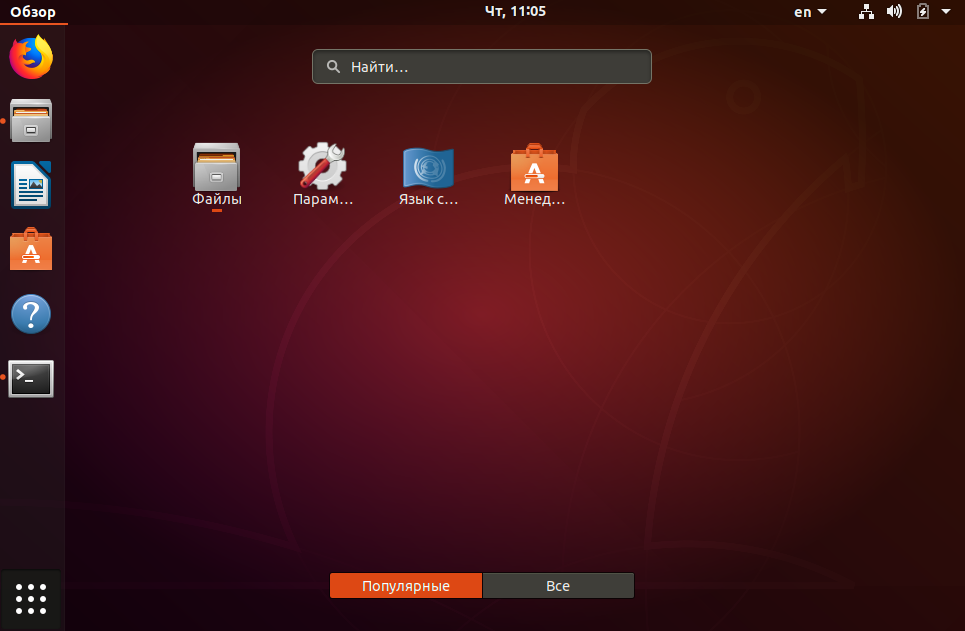 Обзор
Чт, 11:05
en
Найти…
Файлы
Парам…
Язык с…
Менед…
Популярные
Все